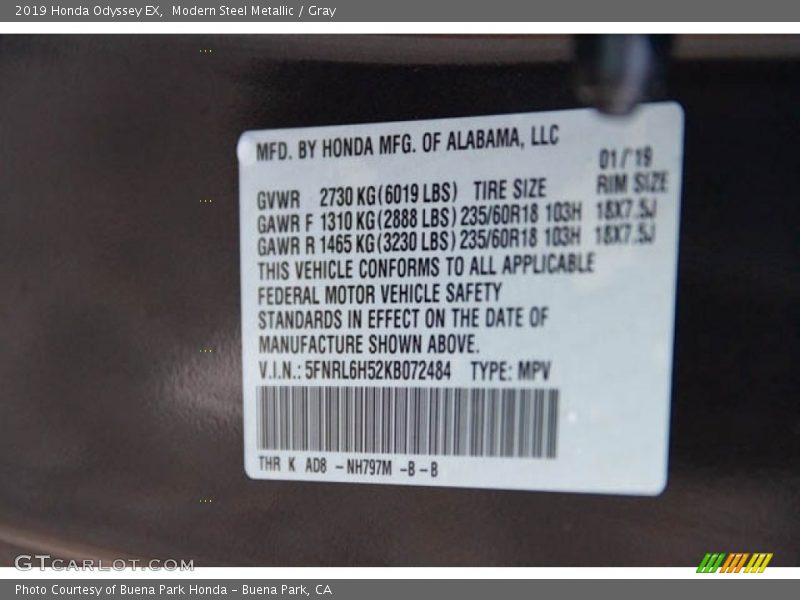 2019 Honda Odyssey EX, Modern Steel Metallic / Gray
MFD. BY HONDA MFG. OF ALABAMA, LLC 01/19
GVWR 2730 KG(6019 LBS) TIRE SIZE RIM SIZE
GAWR F 1310 KG(2888 LBS) 235/60R18 103H 18X7.5J
GAWR R 1465 KG(3230 LBS) 235/60R18 103H 18X7.5J
THIS VEHICLE CONFORMS TO ALL APPLICABLE
FEDERAL MOTOR VEHICLE SAFETY
STANDARDS IN EFFECT ON THE DATE OF
MANUFACTURE SHOWN ABOVE.
V.I.N.: 5FNRL6H52KB072484 TYPE: MPV
THR K AD8 -NH797M -B-B
GTCARLOT.COM
Photo Courtesy of Buena Park Honda - Buena Park, CA